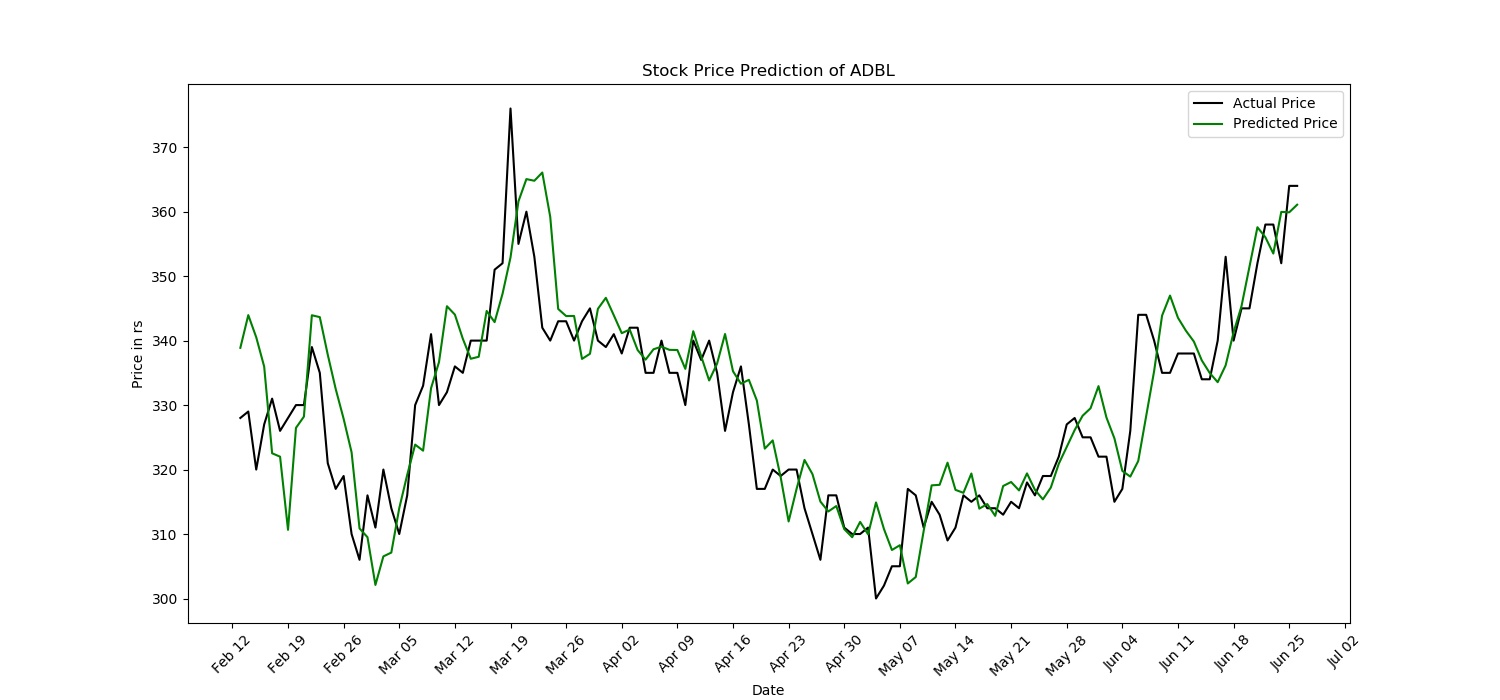 Stock Price Prediction of ADBL
Actual Price
Predicted Price
Price in rs
370
360
350
340
330
320
310
300
Feb 12
Feb 19
Feb 26
Mar 05
Mar 12
Mar 19
Mar 26
Apr 02
Apr 09
Apr 16
Apr 23
Apr 30
May 07
May 14
May 21
May 28
Jun 04
Jun 11
Jun 18
Jun 25
Jul 02
Date